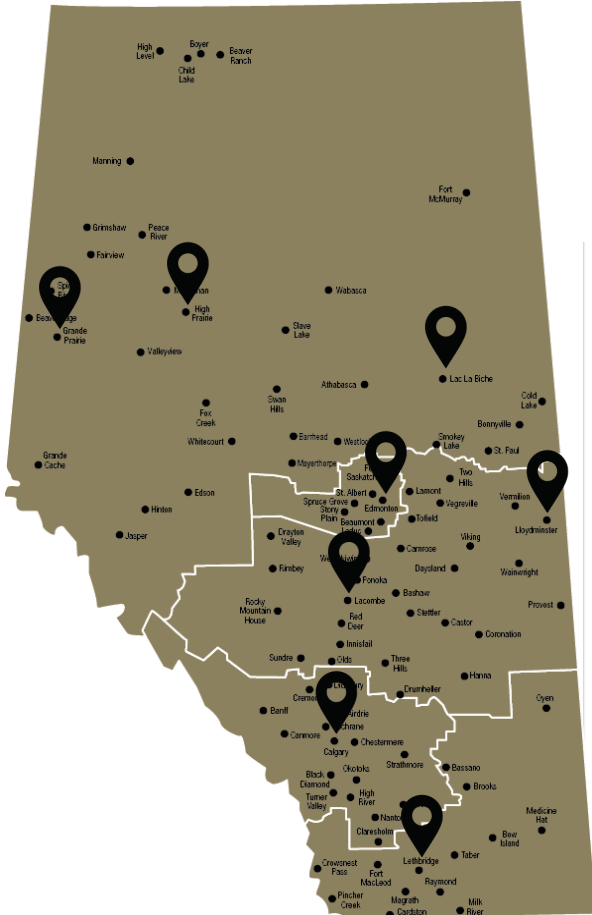 High
Level
Boyer
Beaver
Ranch
Child
Lake
Manning
Fort
McMurray
Grimshaw
Peace
River
Fairview
High
Prairie
Wabasca
Grande
Prairie
Slave
Lake
Valleyview
Lac La Biche
Athabasca
Swan
Hills
Fox
Creek
Cold
Lake
Bonnyville
Whitecourt
Barrhead
Smokey
Lake
St. Paul
Grande
Cache
Mayerthorpe
Two
Hills
Edson
St. Albert
Lamont
Vermilion
Spruce Grove
Edmonton
Vegreville
Hinton
Stony
Plain
Beaumont
Tofield
Lloydminster
Jasper
Drayton
Valley
Viking
Camrose
Rimbey
Ponoka
Daysland
Wainwright
Lacombe
Bashaw
Provost
Rocky
Mountain
House
Red
Deer
Stettler
Castor
Coronation
Innisfail
Sundre
Olds
Three
Hills
Hanna
Drumheller
Oyen
Banff
Canmore
Calgary
Chestermere
Strathmore
Bassano
Black
Diamond
Okotoks
Brooks
Turner
Valley
High
River
Medicine
Hat
Claresholm
Bow
Island
Crowsnest
Pass
Fort
MacLeod
Lethbridge
Taber
Raymond
Pincher
Creek
Magrath
Milk
River
Cardston